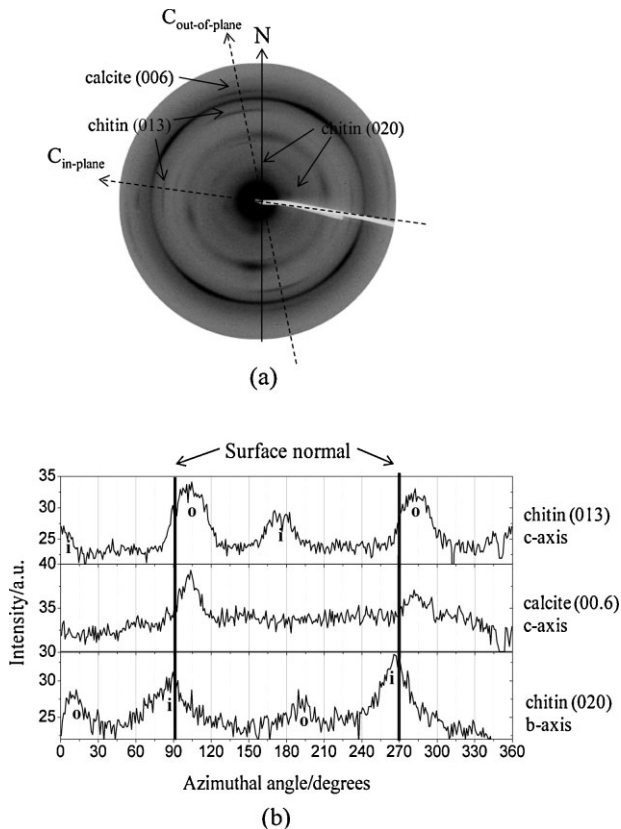 C out-of-plane
N
calcite (006)
chitin (013)
chitin (020)
C in-plane
(a)
Surface normal
35
30
25
40
35
30
30
25
Intensity/a.u.
o
i
i
o
chitin (013)
c-axis
calcite (00.6)
c-axis
o
i
o
i
chitin (020)
b-axis
0 30 60 90 120 150 180 210 240 270 300 330 360
Azimuthal angle/degrees
(b)